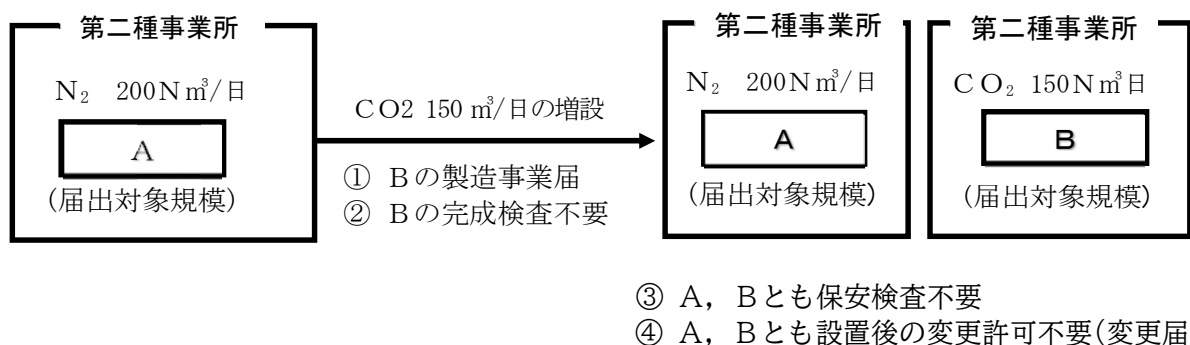 第二種事業所
N₂ 200Nm³/日
A
(届出対象規模)
CO2 150 m³/日の増設
① Bの製造事業届
② Bの完成検査不要
第二種事業所
N₂ 200Nm³/日
A
(届出対象規模)
第二種事業所
CO₂ 150Nm³日
B
(届出対象規模)
③ A,Bとも保安検査不要
④ A,Bとも設置後の変更許可不要(変更届